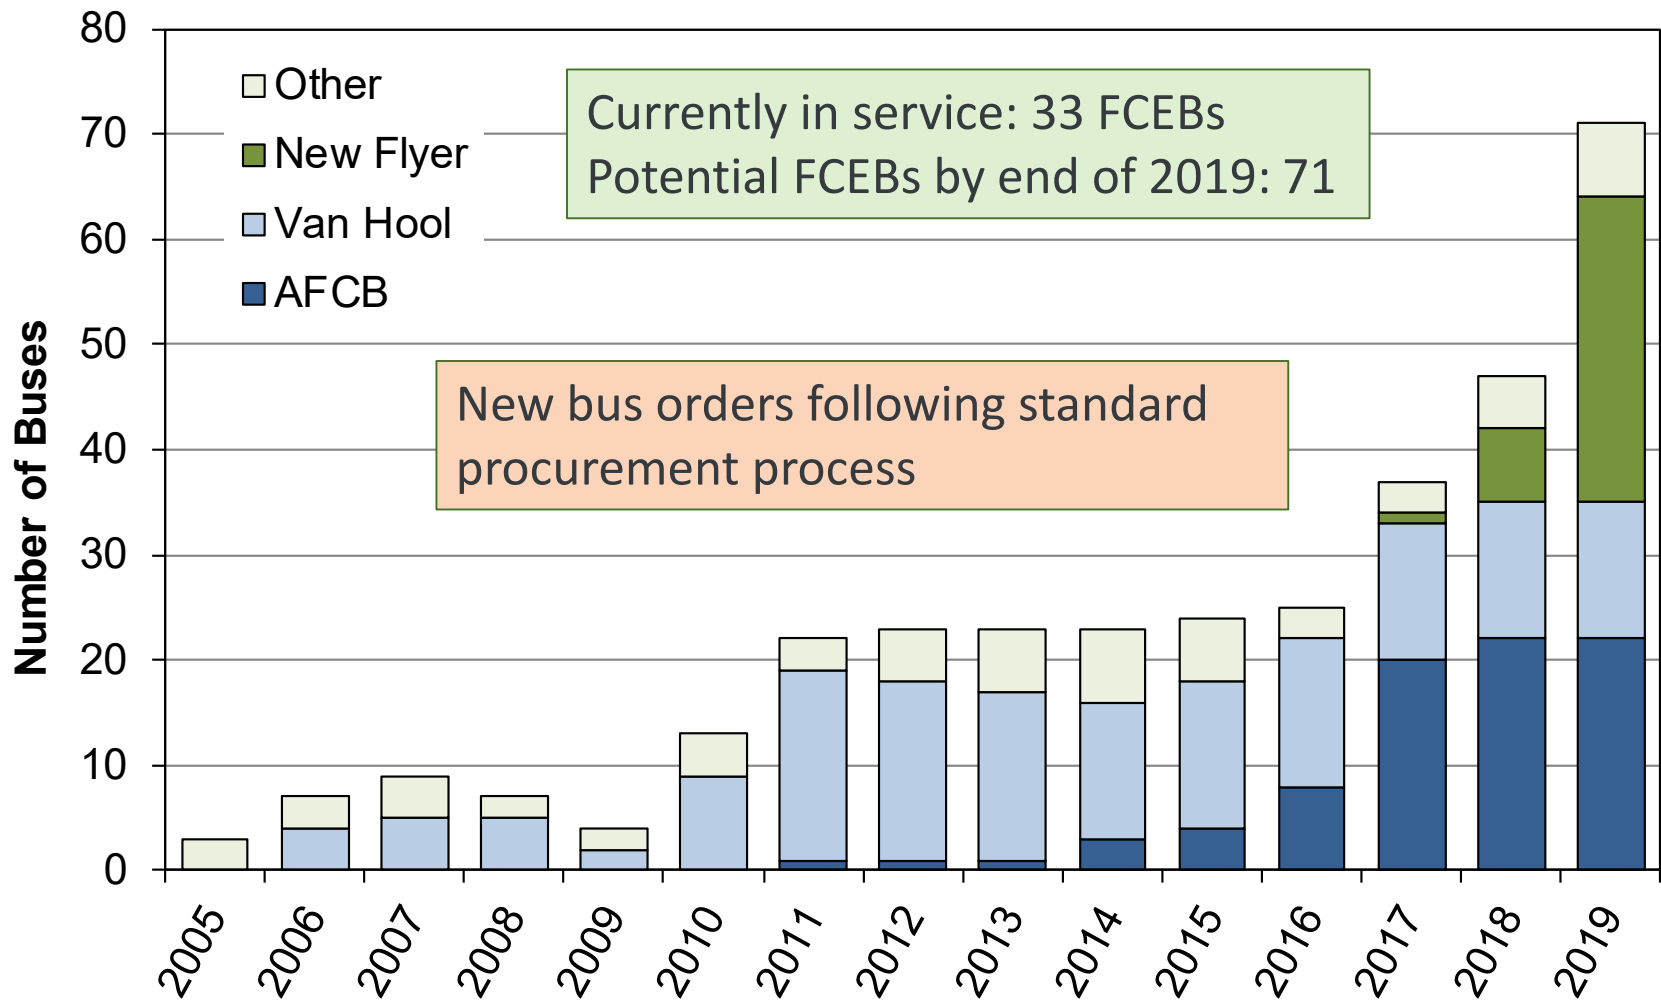 80
70
60
50
40
30
20
10
0
Number of Buses
Other
New Flyer
Van Hool
AFCB
Currently in service: 33 FCEBs
Potential FCEBs by end of 2019: 71
New bus orders following standard
procurement process
2005
2006
2007
2008
2009
2010
2011
2012
2013
2014
2015
2016
2017
2018
2019